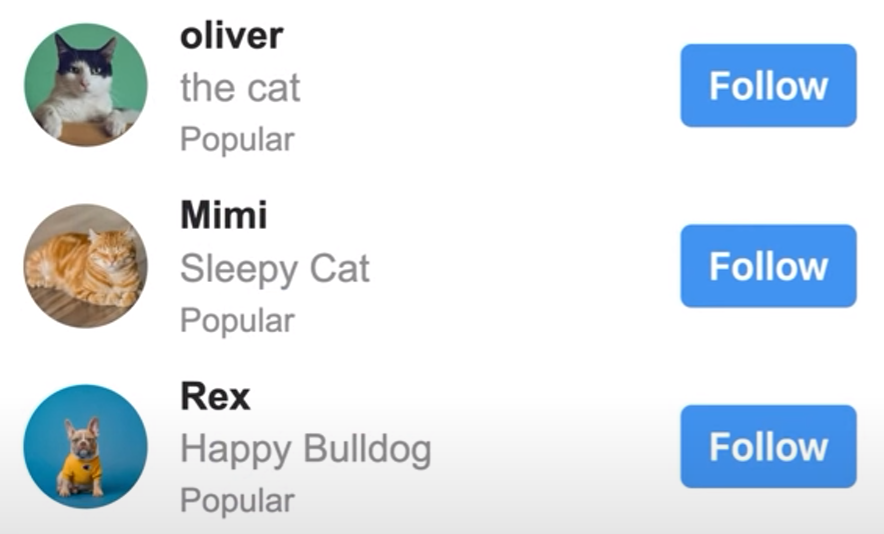 oliver
the cat
Popular
Follow
Mimi
Sleepy Cat
Popular
Follow
Rex
Happy Bulldog
Popular
Follow